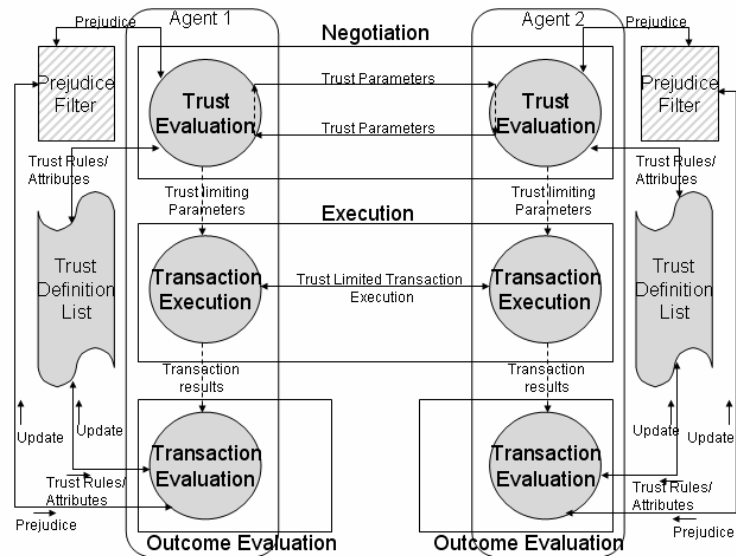 Agent 1
Agent 2
Prejudice
Prejudice
Negotiation
Prejudice
Filter
Prejudice
Filter
Trust Parameters
Trust
Evaluation
Trust
Evaluation
Trust Parameters
Trust Rules/
Attributes
Trust Rules/
Attributes
Trust limiting
Parameters
Trust limiting
Parameters
Execution
Trust
Definition
List
Transaction
Execution
Trust Limited Transaction
Execution
Transaction
Execution
Trust
Definition
List
Transaction
results
Transaction
results
Update
Update
Update
Update
Transaction
Evaluation
Transaction
Evaluation
Trust Rules/
Attributes
Trust Rules/
Attributes
Prejudice
Prejudice
Outcome Evaluation
Outcome Evaluation